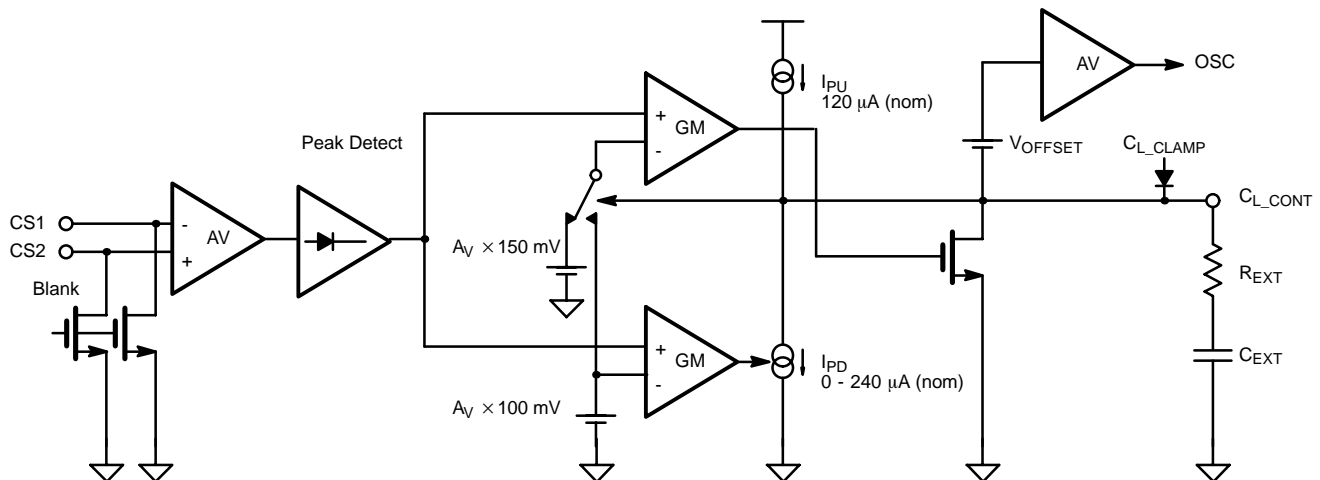 AV
OSC
I_PU
120 μA (nom)
+
GM
-
Peak Detect
V_OFFSET
C_L_CLAMP
C_L_CONT
CS1
CS2
-
AV
+
A_V × 150 mV
Blank
R_EXT
+
GM
-
I_PD
0 - 240 μA (nom)
C_EXT
A_V × 100 mV